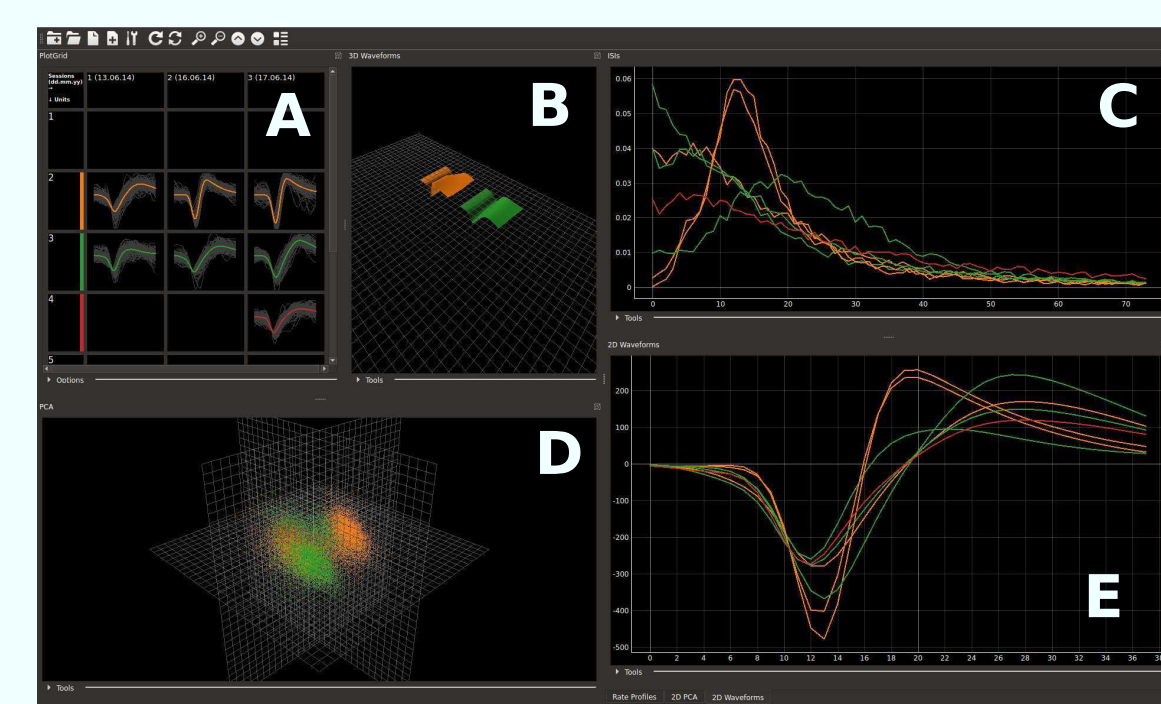 PlotGrid
3D Waveforms
ISIs
Sessions
(dd.mm.yy)
→
↓ Units
1 (13.06.14)
2 (16.06.14)
3 (17.06.14)
1
2
3
4
5
A
Options
B
Tools
C
0.06
0.05
0.04
0.03
0.02
0.01
0
0 10 20 30 40 50 60 70
Tools
PCA
D
Tools
2D Waveforms
E
200
100
0
-100
-200
-300
-400
-500
0 2 4 6 8 10 12 14 16 18 20 22 24 26 28 30 32 34 36 38
Tools
Rate Profiles 2D PCA 2D Waveforms